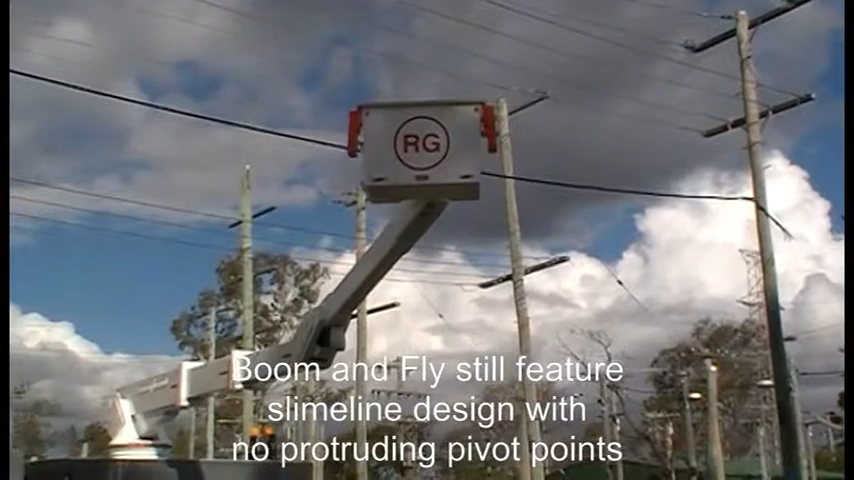 RG
Boom and Fly still feature
slimeline design with
no protruding pivot points